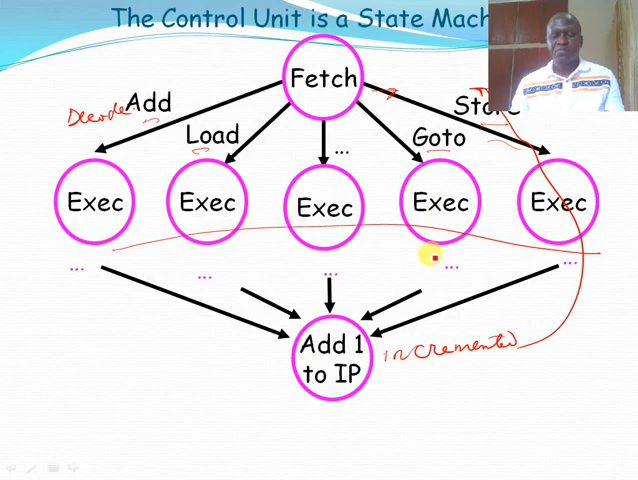 The Control Unit is a State Mach
Fetch
Decode Add
Store
Load
...
Goto
Exec
Exec
Exec
Exec
Exec
... ... ... ... ...
Add 1
to IP
incremented